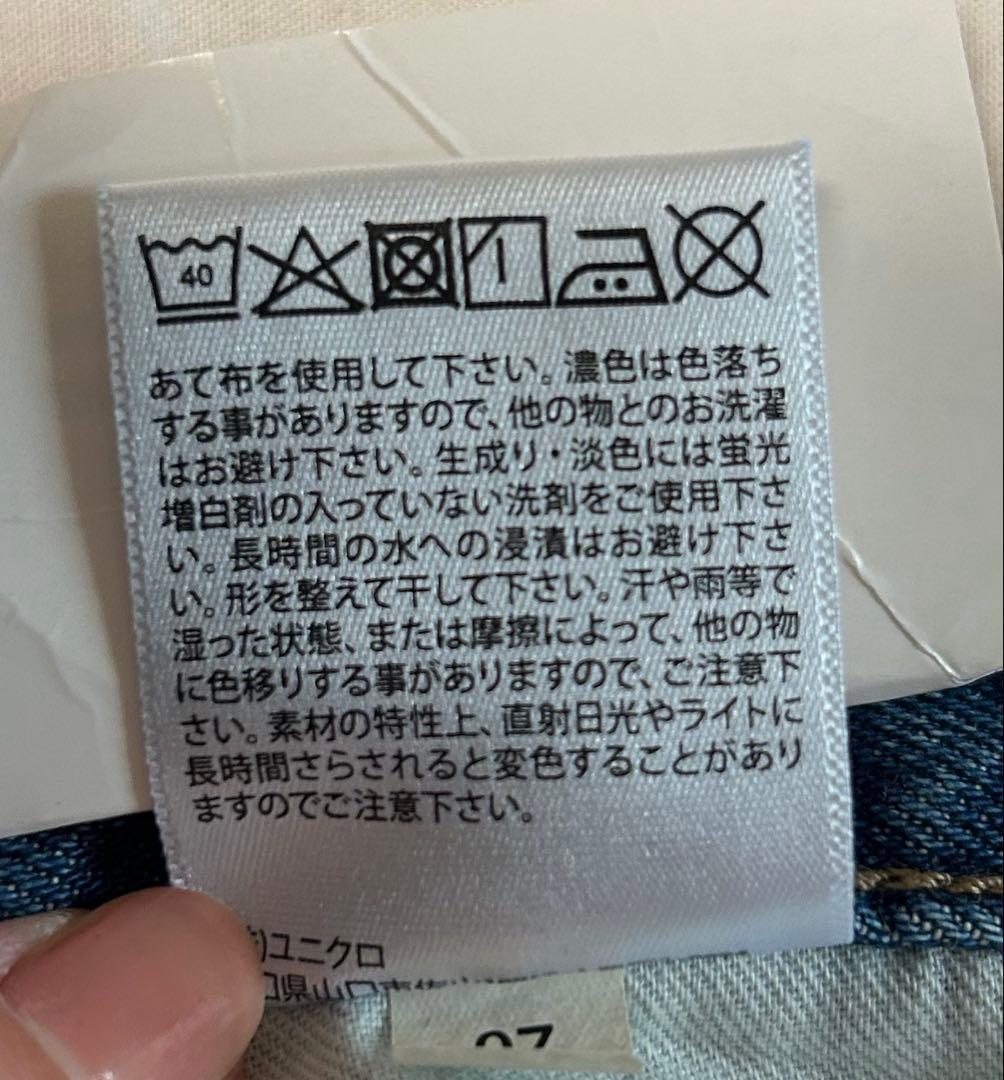 40
あて布を使用して下さい。濃色は色落ち
する事がありますので、他の物とのお洗濯
はお避け下さい。生成り・淡色には蛍光
増白剤の入っていない洗剤をご使用下さ
い。長時間の水への浸漬はお避け下さ
い。形を整えて干して下さい。汗や雨等で
湿った状態、または摩擦によって、他の物
に色移りする事がありますので、ご注意下
さい。素材の特性上、直射日光やライトに
長時間さらされると変色することがあり
ますのでご注意下さい。
ユニクロ
県山口市佐山
07